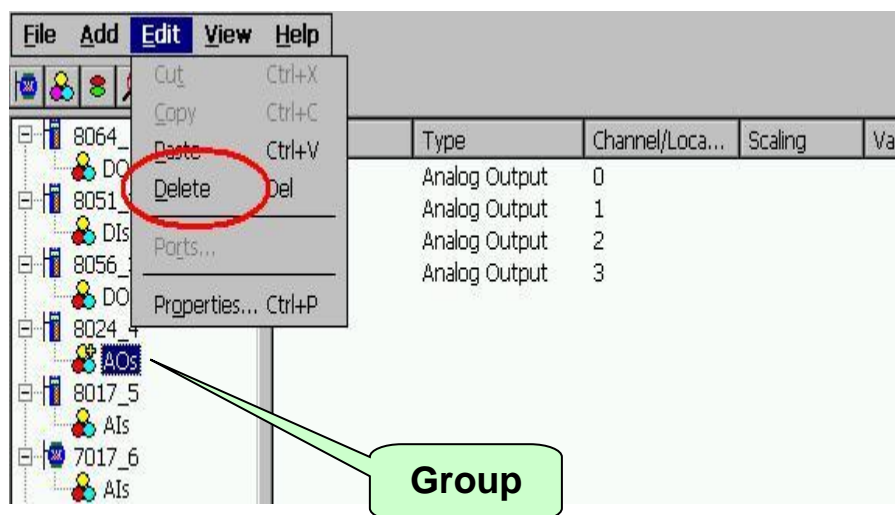 File Add Edit View Help
Cut Ctrl+X
Copy Ctrl+C
Paste Ctrl+V
Delete Del
Ports...
Properties... Ctrl+P
8064_
DO
8051_
DIs
8056_
DO
8024_4
AOs
8017_5
AIs
7017_6
AIs
Type Channel/Loca... Scaling Va
Analog Output 0
Analog Output 1
Analog Output 2
Analog Output 3
Group